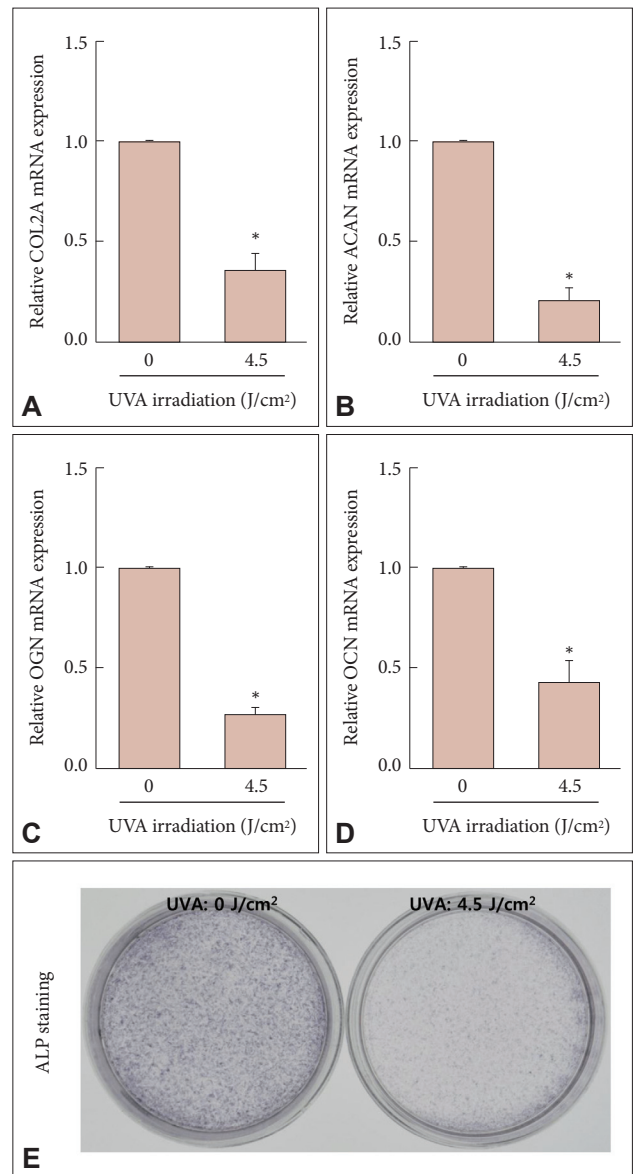 Relative COL2A mRNA expression
1.5
1.0
0.5
0.0
*
0 4.5
UVA irradiation (J/cm²)
A
Relative ACAN mRNA expression
1.5
1.0
0.5
0.0
*
0 4.5
UVA irradiation (J/cm²)
B
Relative OGN mRNA expression
1.5
1.0
0.5
0.0
*
0 4.5
UVA irradiation (J/cm²)
C
Relative OCN mRNA expression
1.5
1.0
0.5
0.0
*
0 4.5
UVA irradiation (J/cm²)
D
ALP staining
UVA: 0 J/cm² UVA: 4.5 J/cm²
E